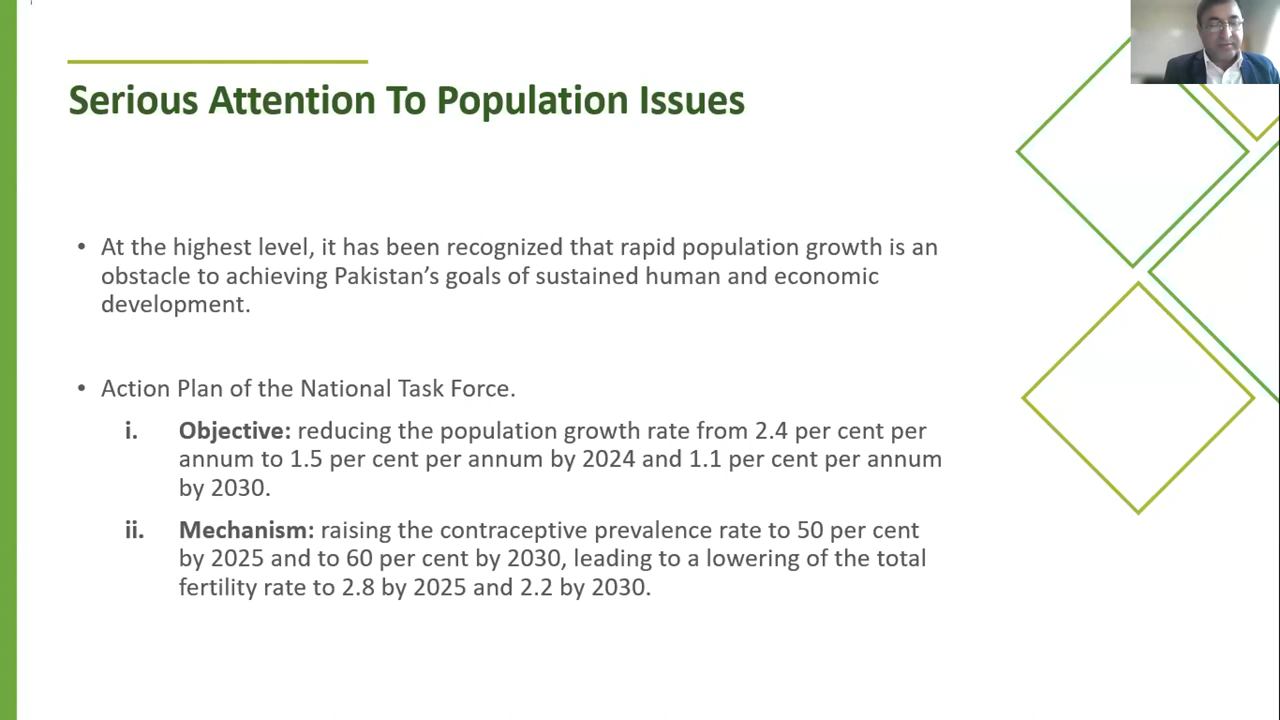 Serious Attention To Population Issues
• At the highest level, it has been recognized that rapid population growth is an
obstacle to achieving Pakistan’s goals of sustained human and economic
development.
• Action Plan of the National Task Force.
i. Objective: reducing the population growth rate from 2.4 per cent per
annum to 1.5 per cent per annum by 2024 and 1.1 per cent per annum
by 2030.
ii. Mechanism: raising the contraceptive prevalence rate to 50 per cent
by 2025 and to 60 per cent by 2030, leading to a lowering of the total
fertility rate to 2.8 by 2025 and 2.2 by 2030.